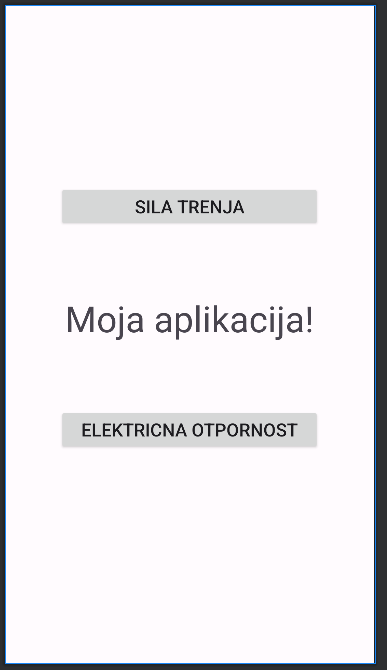 SILA TRENJA
Moja aplikacija!
ELEKTRICNA OTPORNOST